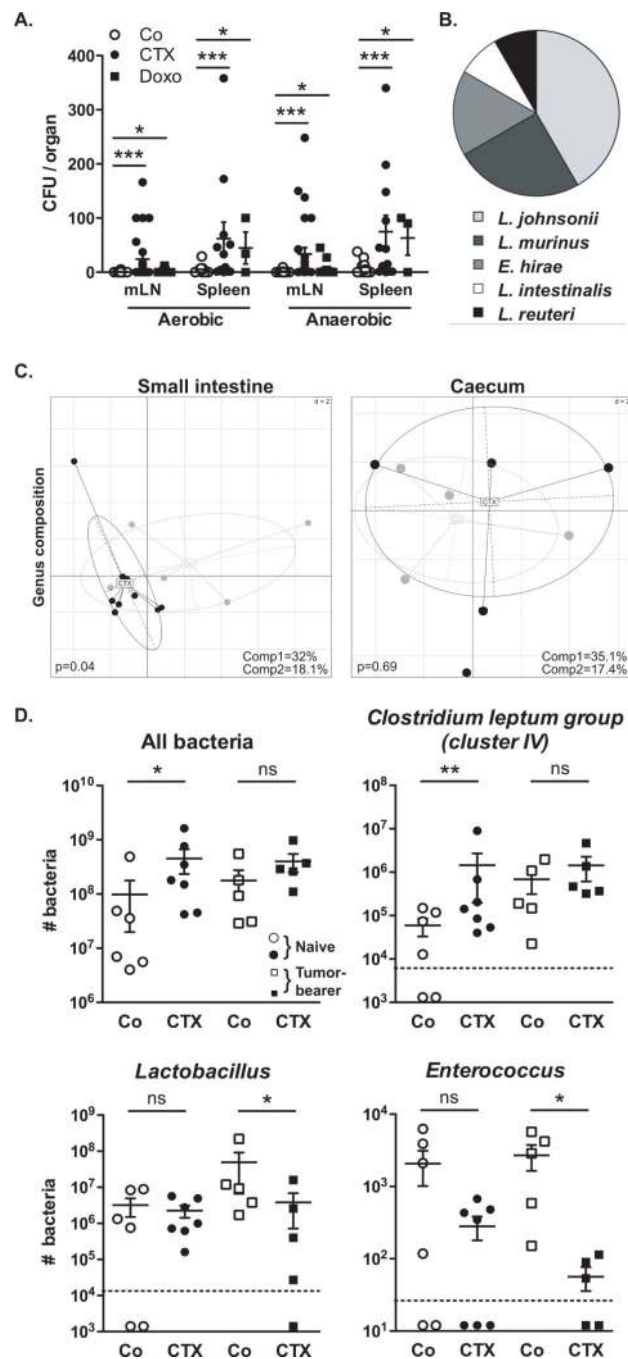 A.
Co
CTX
Doxo
CFU / organ
400
300
200
100
0
*
***
*
***
*
***
*
***
mLN
Spleen
mLN
Spleen
Aerobic
Anaerobic
B.
L. johnsonii
L. murinus
E. hirae
L. intestinalis
L. reuteri
C.
Small intestine
Caecum
Genus composition
d = 2
CTX
p=0.04
Comp1=32%
Comp2=18.1%
d = 2
CTX
p=0.69
Comp1=35.1%
Comp2=17.4%
D.
All bacteria
# bacteria
10^10
10^9
10^8
10^7
10^6
*
ns
Naive
Tumor-
bearer
Co
CTX
Co
CTX
Clostridium leptum group
(cluster IV)
# bacteria
10^8
10^7
10^6
10^5
10^4
10^3
**
ns
Co
CTX
Co
CTX
Lactobacillus
# bacteria
10^9
10^8
10^7
10^6
10^5
10^4
10^3
ns
*
Co
CTX
Co
CTX
Enterococcus
# bacteria
10^4
10^3
10^2
10^1
ns
*
Co
CTX
Co
CTX